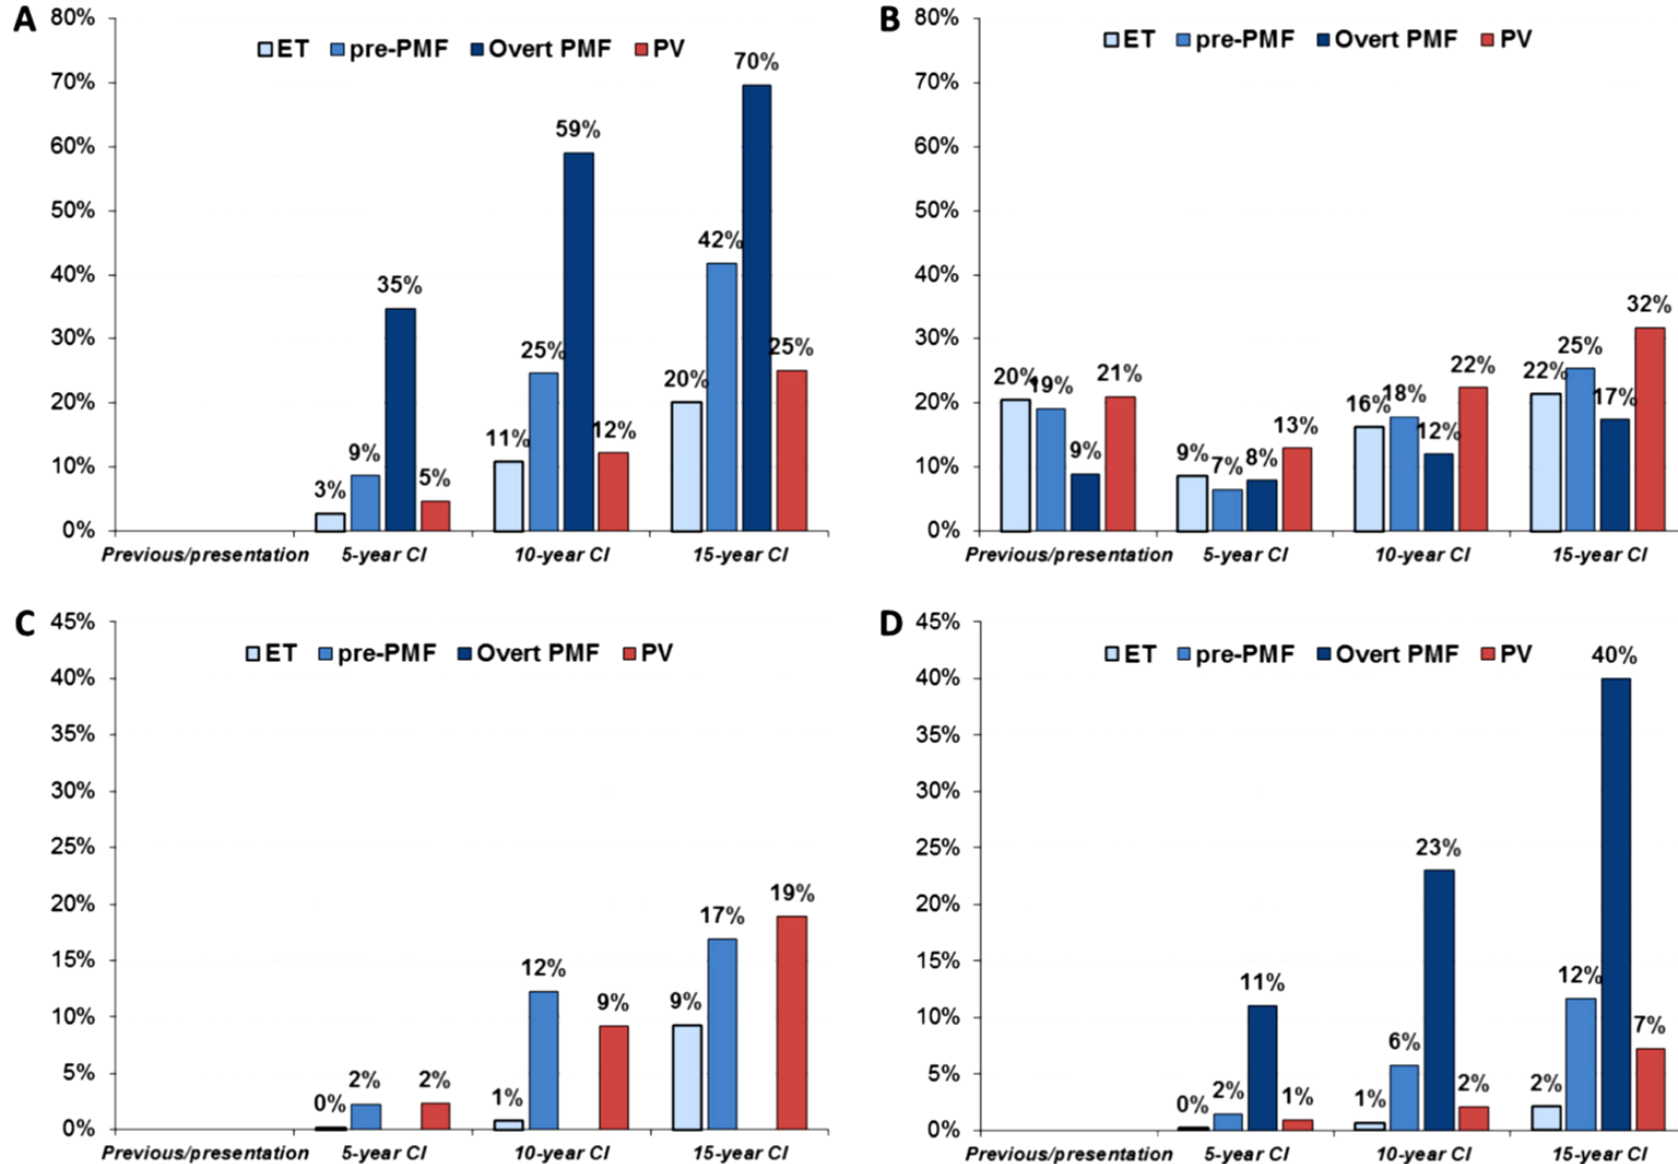 A
80%
70%
60%
50%
40%
30%
20%
10%
0%
ET pre-PMF Overt PMF PV
3% 9% 35% 5%
11% 25% 59% 12%
20% 42% 70% 25%
Previous/presentation 5-year CI 10-year CI 15-year CI
B
80%
70%
60%
50%
40%
30%
20%
10%
0%
ET pre-PMF Overt PMF PV
20% 19% 9% 21%
9% 7% 8% 13%
16% 18% 12% 22%
22% 25% 17% 32%
Previous/presentation 5-year CI 10-year CI 15-year CI
C
45%
40%
35%
30%
25%
20%
15%
10%
5%
0%
ET pre-PMF Overt PMF PV
0% 2% 2%
1% 12% 9%
9% 17% 19%
Previous/presentation 5-year CI 10-year CI 15-year CI
D
45%
40%
35%
30%
25%
20%
15%
10%
5%
0%
ET pre-PMF Overt PMF PV
0% 2% 11% 1%
1% 6% 23% 2%
2% 12% 40% 7%
Previous/presentation 5-year CI 10-year CI 15-year CI